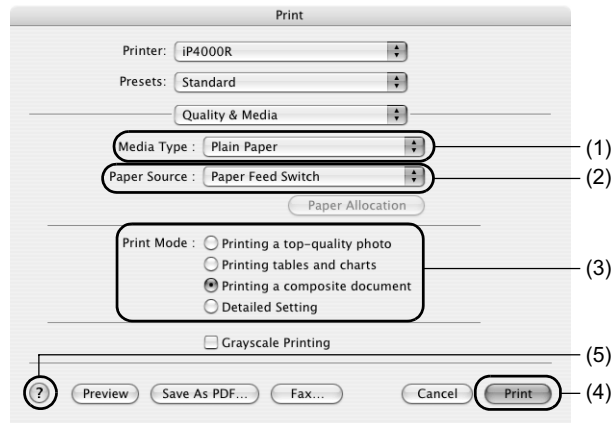 Print
Printer: iP4000R
Presets: Standard
Quality & Media
Media Type : Plain Paper (1)
Paper Source : Paper Feed Switch (2)
Paper Allocation
Print Mode : Printing a top-quality photo
Printing tables and charts
(3)
Printing a composite document
Detailed Setting
Grayscale Printing
(5)
? Preview Save As PDF... Fax... Cancel Print (4)